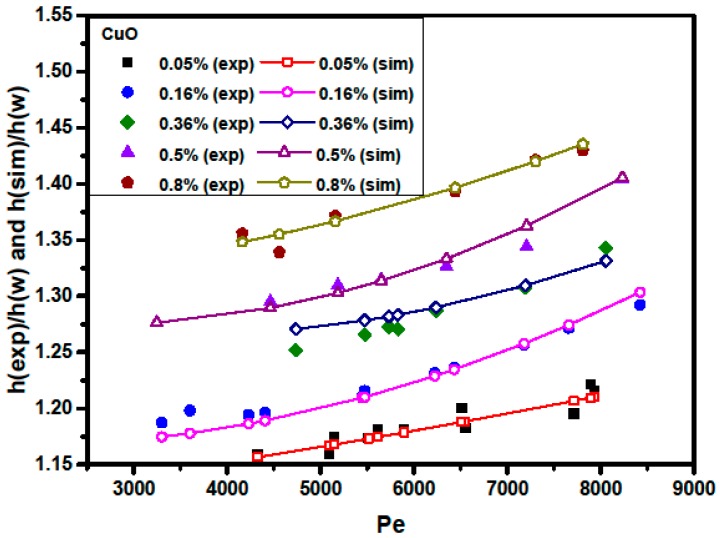 CuO
0.05% (exp) 0.05% (sim)
0.16% (exp) 0.16% (sim)
0.36% (exp) 0.36% (sim)
0.5% (exp) 0.5% (sim)
0.8% (exp) 0.8% (sim)
h(exp)/h(w) and h(sim)/h(w)
1.55
1.50
1.45
1.40
1.35
1.30
1.25
1.20
1.15
3000 4000 5000 6000 7000 8000 9000
Pe